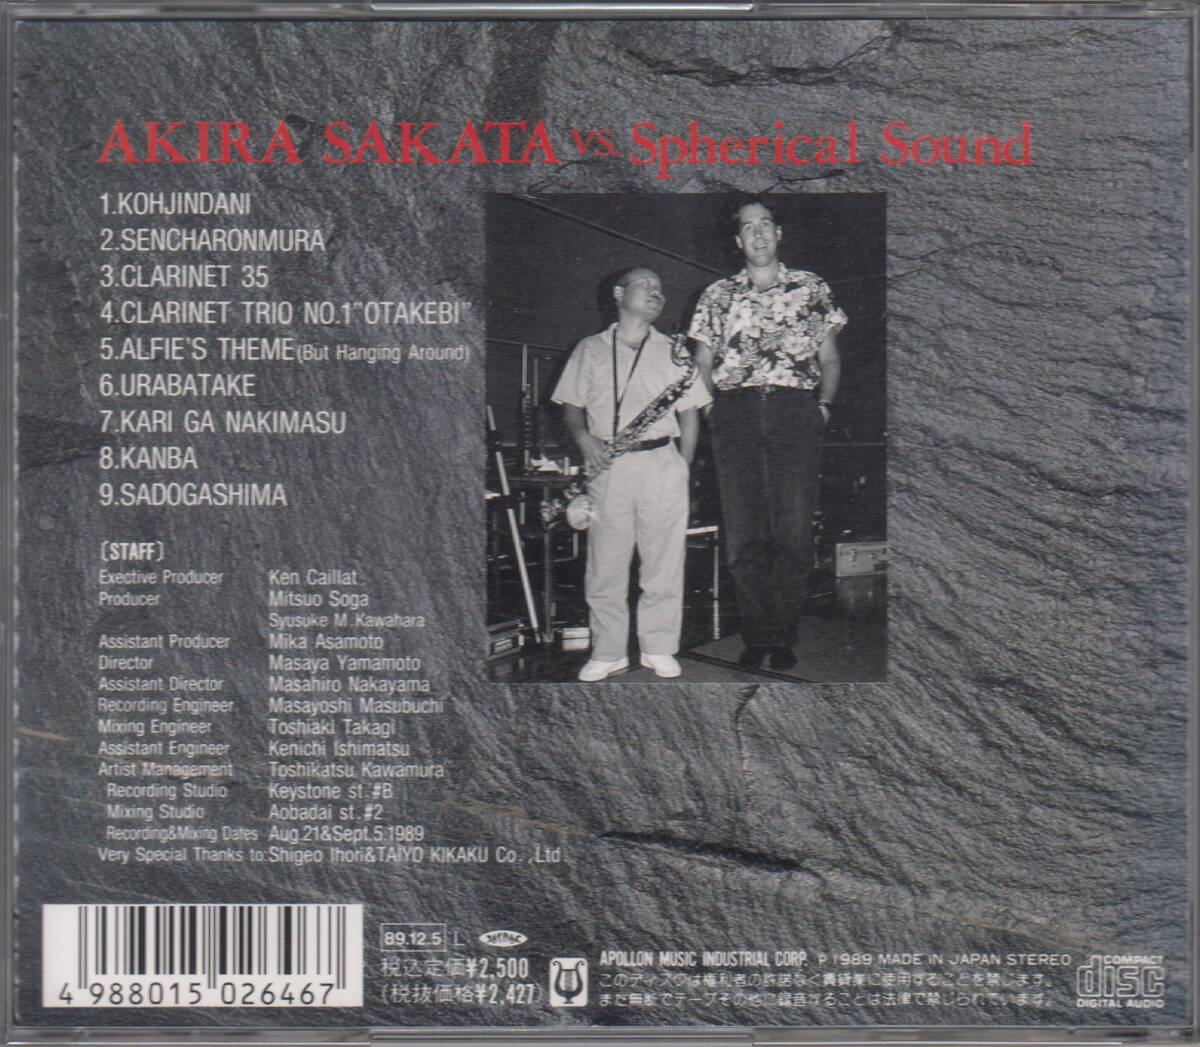 AKIRA SAKATA VS. Spherical Sound
1.KOHJINDANI
2.SENCHARONMURA
3.CLARINET 35
4.CLARINET TRIO NO.1"OTAKEBI"
5.ALFIE'S THEME(But Hanging Around)
6.URABATAKE
7.KARI GA NAKIMASU
8.KANBA
9.SADOGASHIMA
〔STAFF〕
Exective Producer Ken Caillat
Producer Mitsuo Soga
Syusuke M.Kawahara
Assistant Producer Mika Asamoto
Director Masaya Yamamoto
Assistant Director Masahiro Nakayama
Recording Engineer Masayoshi Masubuchi
Mixing Engineer Toshiaki Takagi
Assistant Engineer Kenichi Ishimatsu
Artist Management Toshikatsu Kawamura
Recording Studio Keystone st.#B
Mixing Studio Aobadai st.#2
Recording&Mixing Dates Aug.21&Sept.5.1989
Very Special Thanks to:Shigeo Ihori&TAIYO KIKAKU Co.,Ltd.
4 988015 026467
89.12.5 L
税込定価¥2,500
(税抜価格¥2,427)
APOLLON MUSIC INDUSTRIAL CORP. P 1989 MADE IN JAPAN STEREO
このディスクは権利者の許諾なく賃貸業に使用することを禁じます。
また無断でテープその他に録音することは法律で禁じられています。
COMPACT
disc
DIGITAL AUDIO